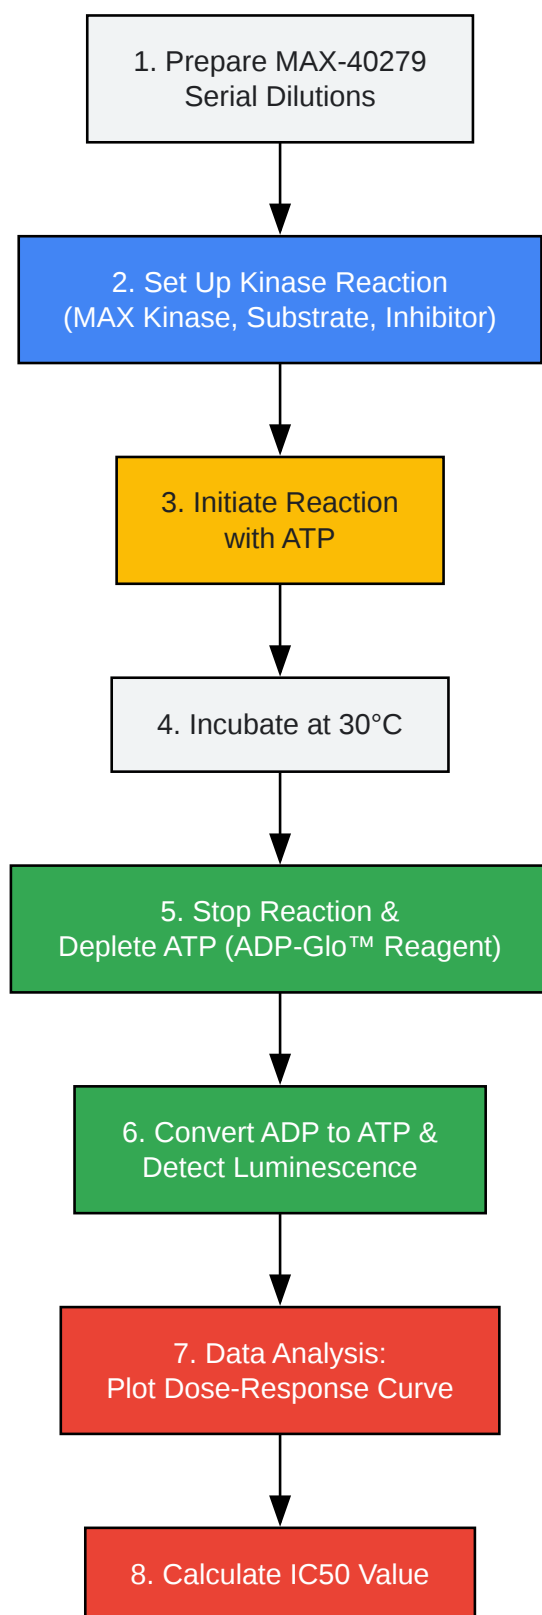 1. Prepare MAX-40279
Serial Dilutions
2. Set Up Kinase Reaction
(MAX Kinase, Substrate, Inhibitor)
3. Initiate Reaction
with ATP
4. Incubate at 30°C
5. Stop Reaction &
Deplete ATP (ADP-Glo™ Reagent)
6. Convert ADP to ATP &
Detect Luminescence
7. Data Analysis:
Plot Dose-Response Curve
8. Calculate IC50 Value